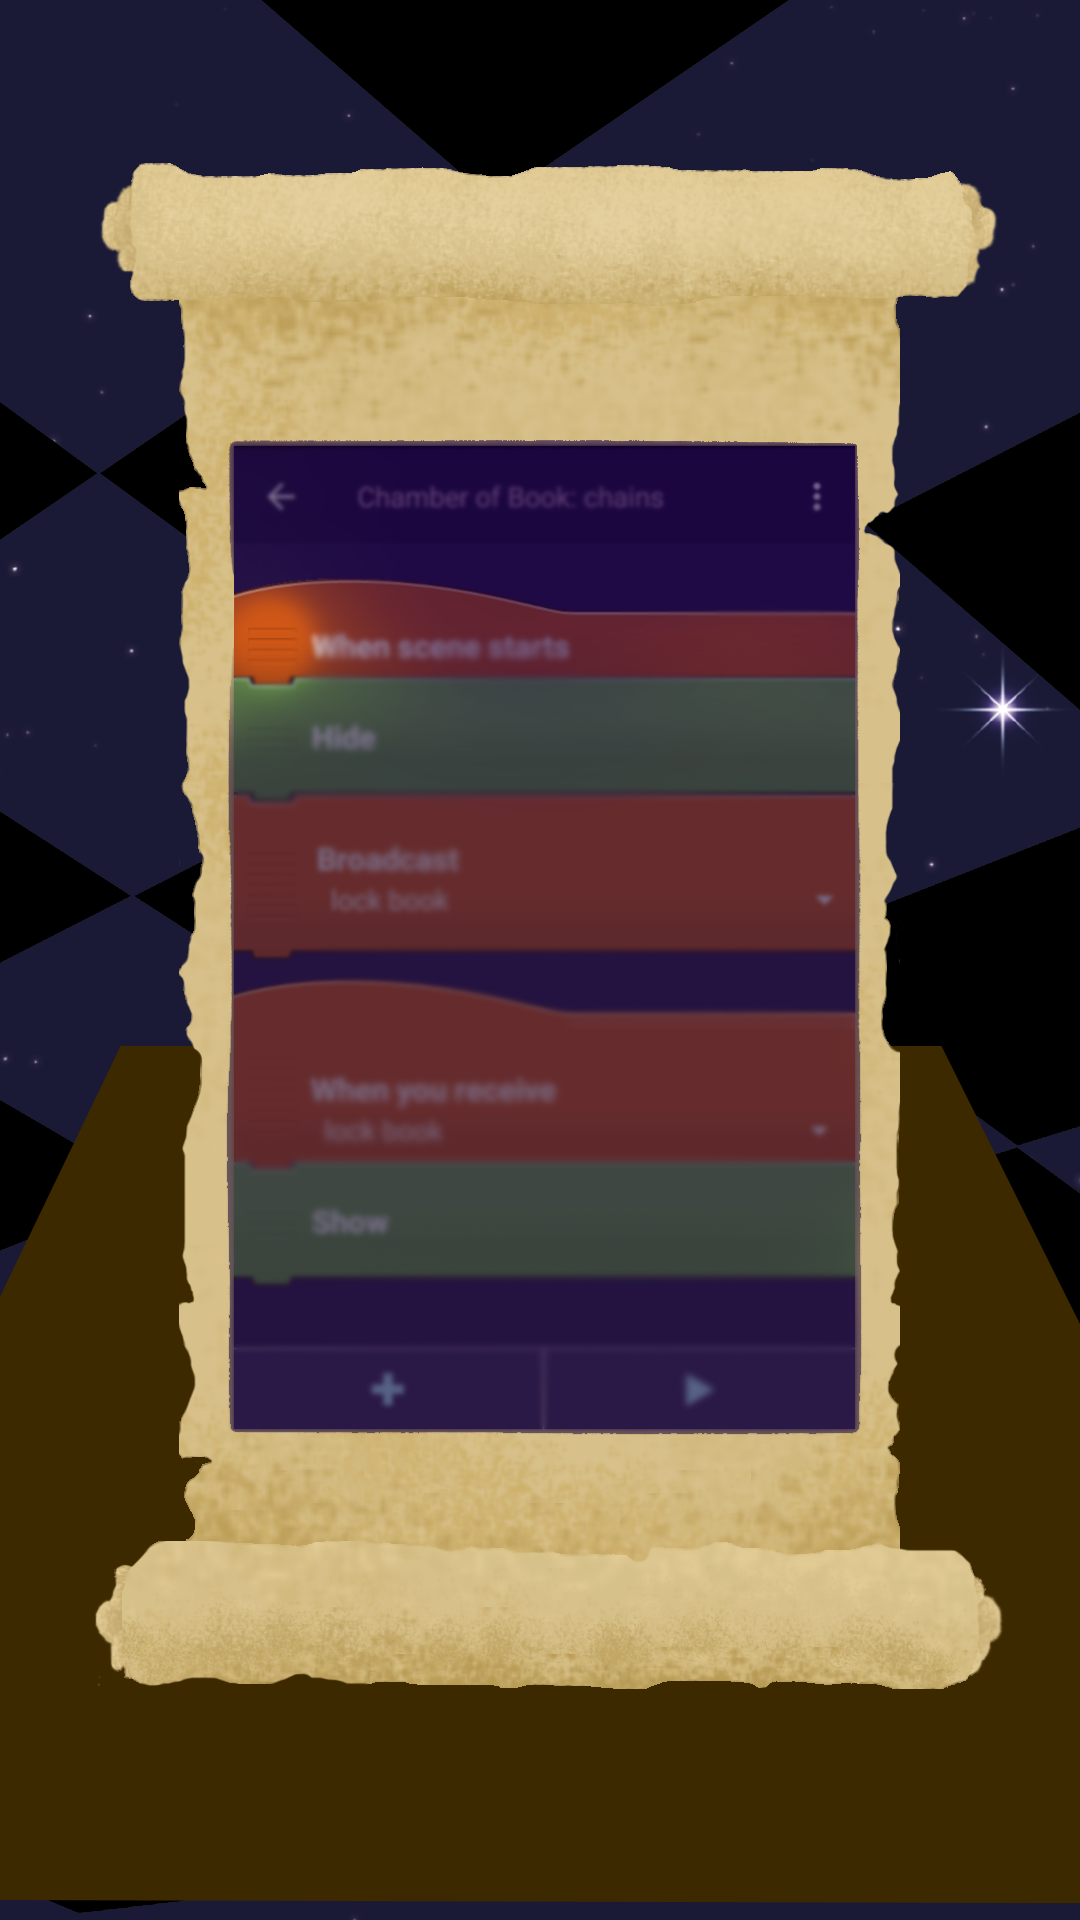 Chamber of Book: chains
When scene starts
Hide
Broadcast
lock book
When you receive
lock book
Show